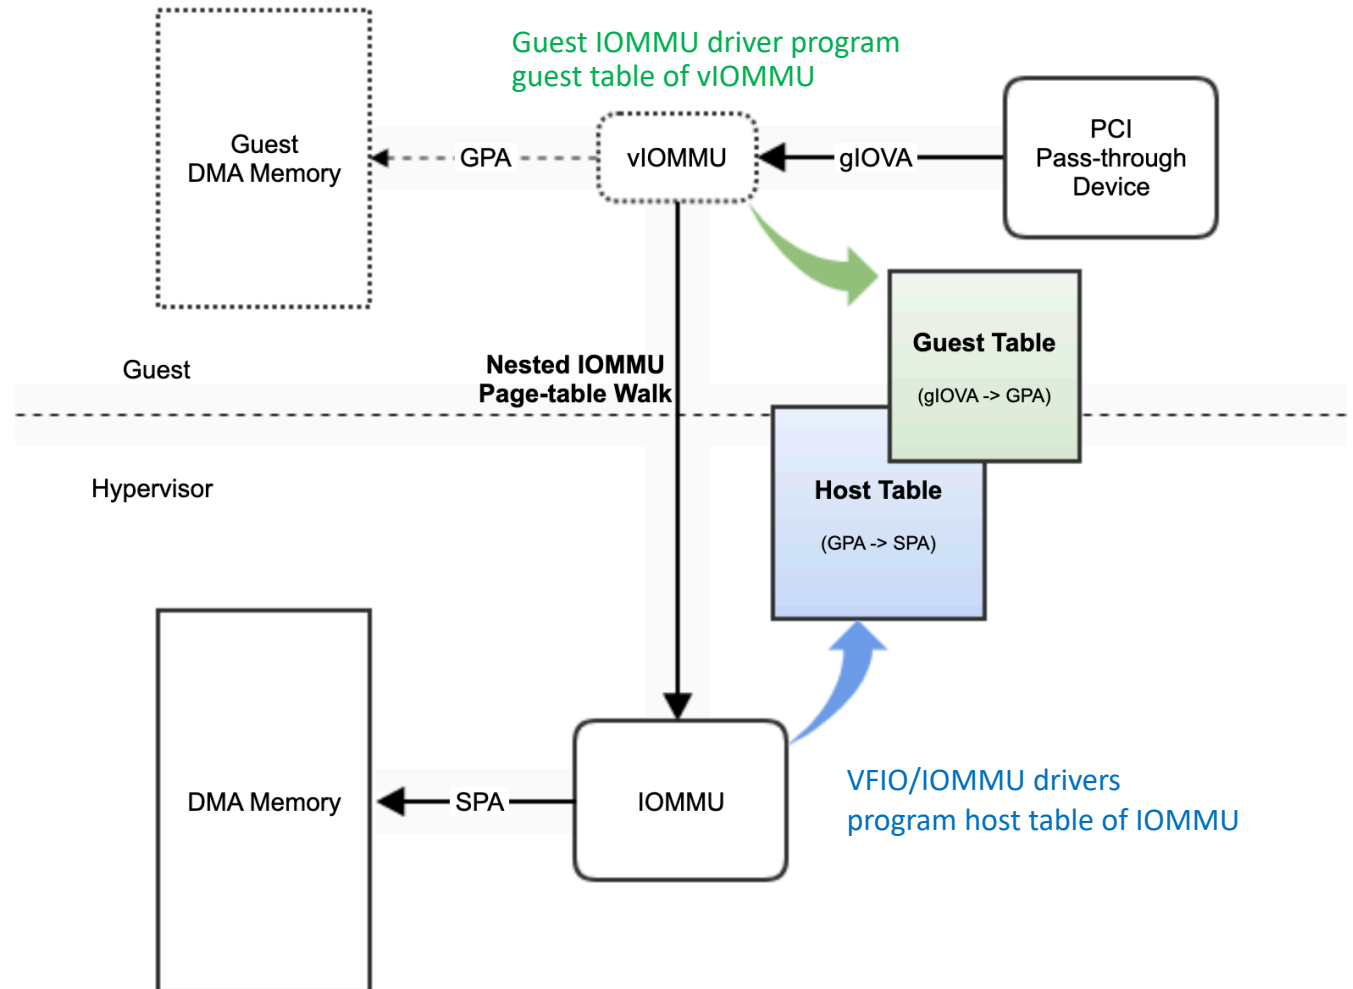 Guest IOMMU driver program
guest table of vIOMMU
Guest
DMA Memory
GPA
vIOMMU
gIOVA
PCI
Pass-through
Device
Guest Table
(gIOVA -> GPA)
Nested IOMMU
Page-table Walk
Guest
Hypervisor
Host Table
(GPA -> SPA)
DMA Memory
SPA
IOMMU
VFIO/IOMMU drivers
program host table of IOMMU